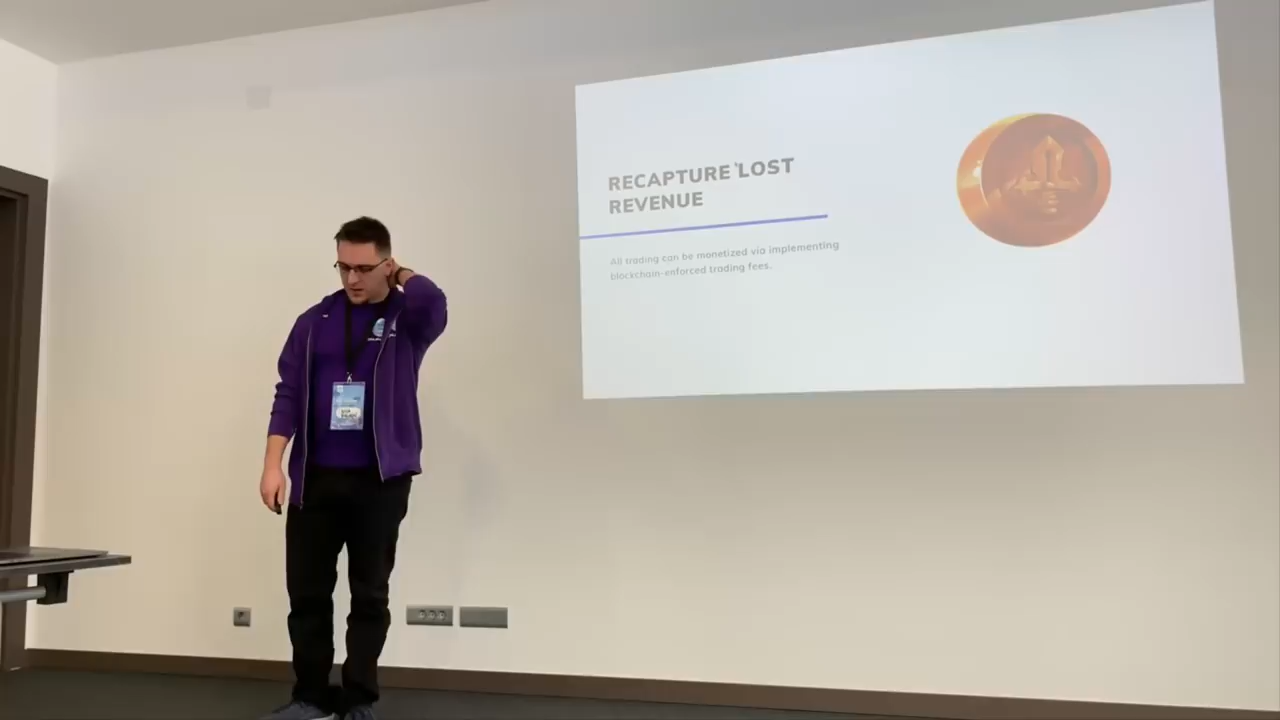 RECAPTURE LOST
REVENUE
All trading can be monetized via implementing
blockchain-enforced trading fees.